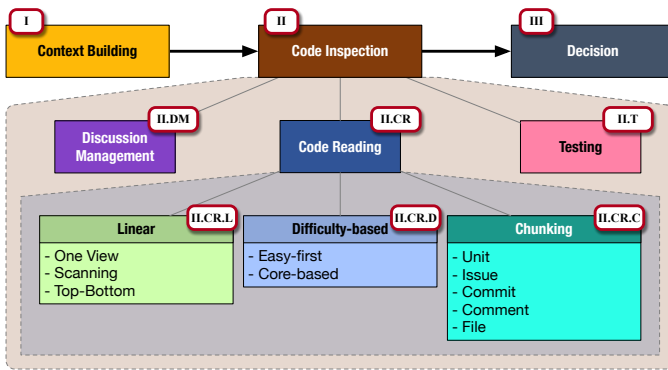 I
Context Building
II
Code Inspection
III
Decision
II.DM
Discussion
Management
II.CR
Code Reading
II.T
Testing
II.CR.L
Linear
- One View
- Scanning
- Top-Bottom
II.CR.D
Difficulty-based
- Easy-first
- Core-based
II.CR.C
Chunking
- Unit
- Issue
- Commit
- Comment
- File